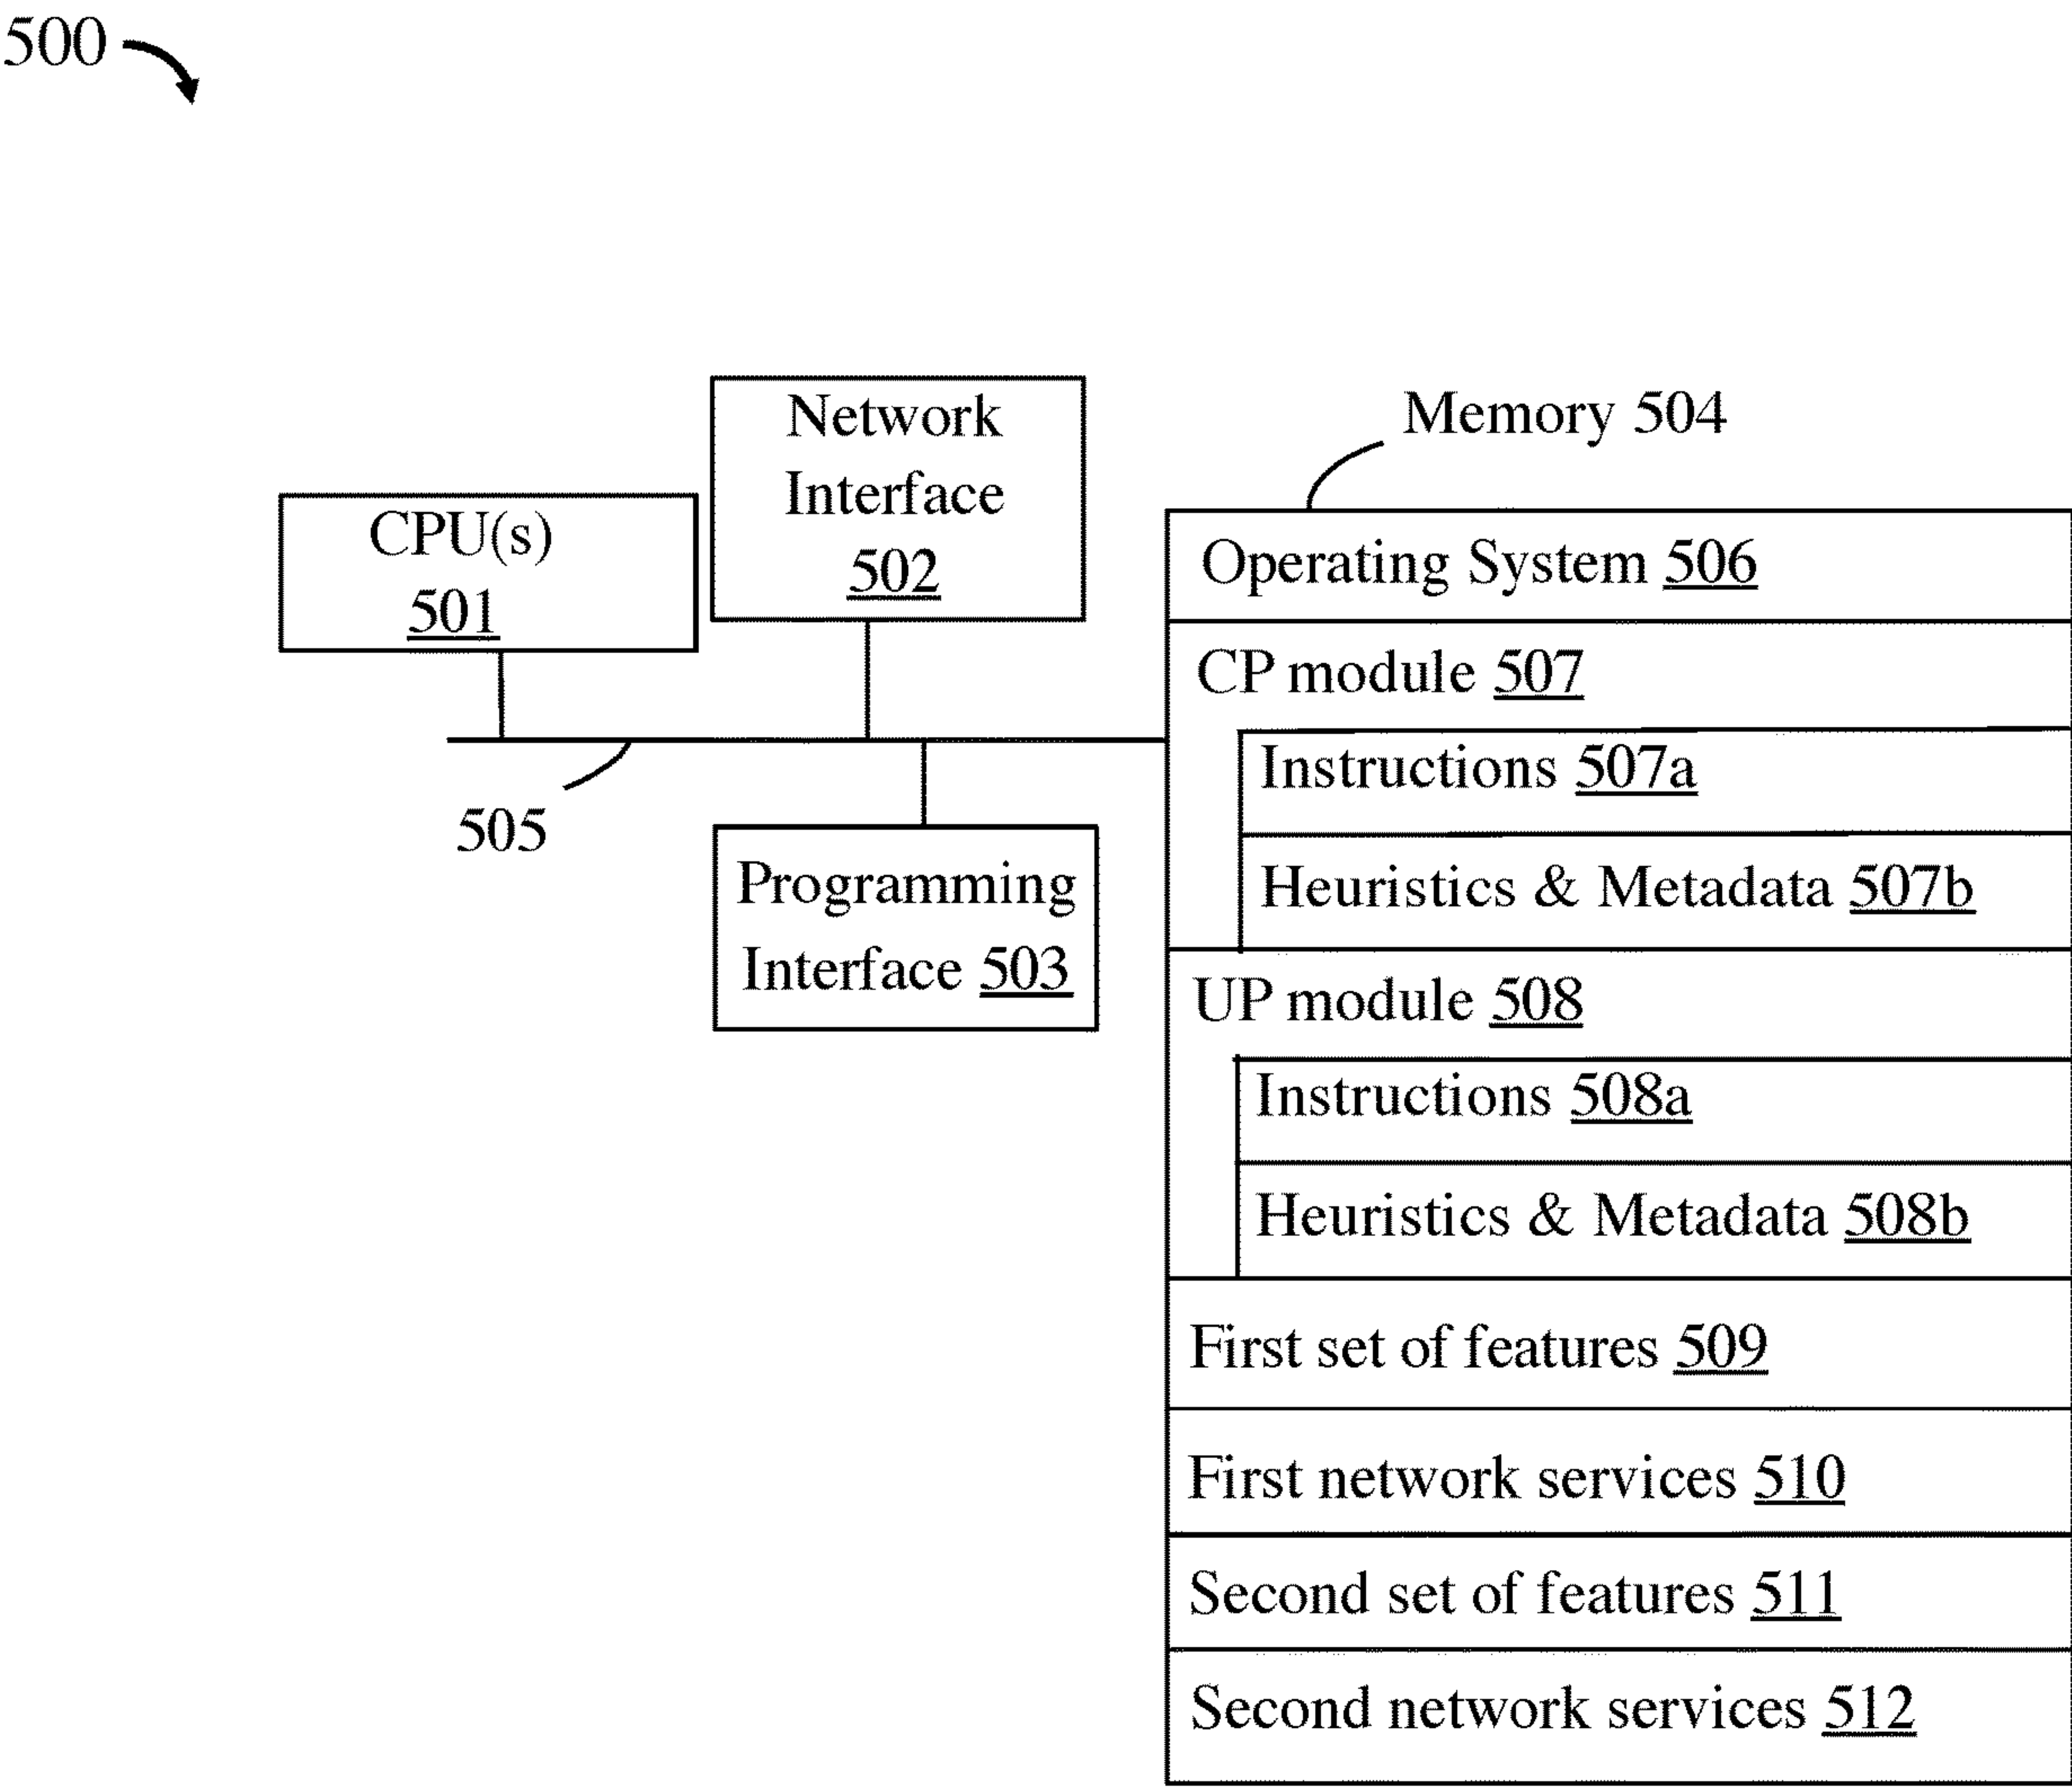 500
Network
Interface
502
CPU(s)
501
505
Programming
Interface 503
Memory 504
Operating System 506
CP module 507
Instructions 507a
Heuristics & Metadata 507b
UP module 508
Instructions 508a
Heuristics & Metadata 508b
First set of features 509
First network services 510
Second set of features 511
Second network services 512